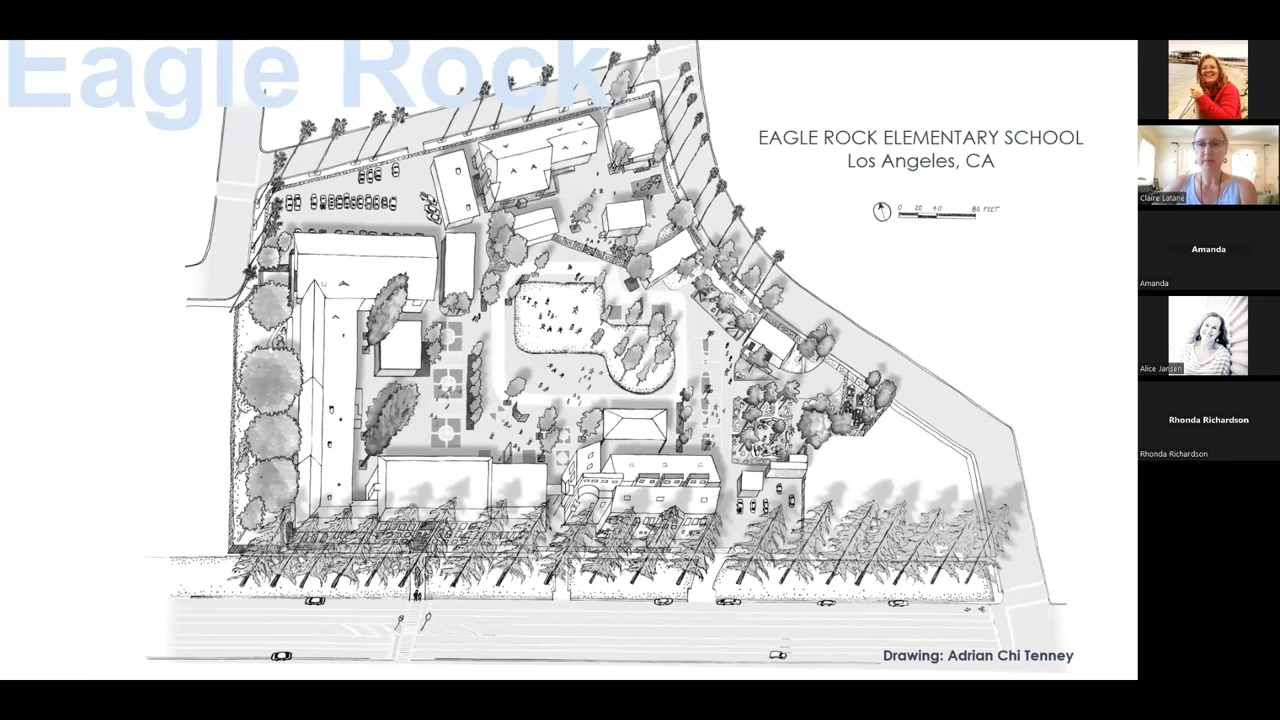 Eagle Rock
EAGLE ROCK ELEMENTARY SCHOOL
Los Angeles, CA
0 20 40 80 FEET
Drawing: Adrian Chi Tenney
Claire Latané
Amanda
Amanda
Alice Jansen
Rhonda Richardson
Rhonda Richardson